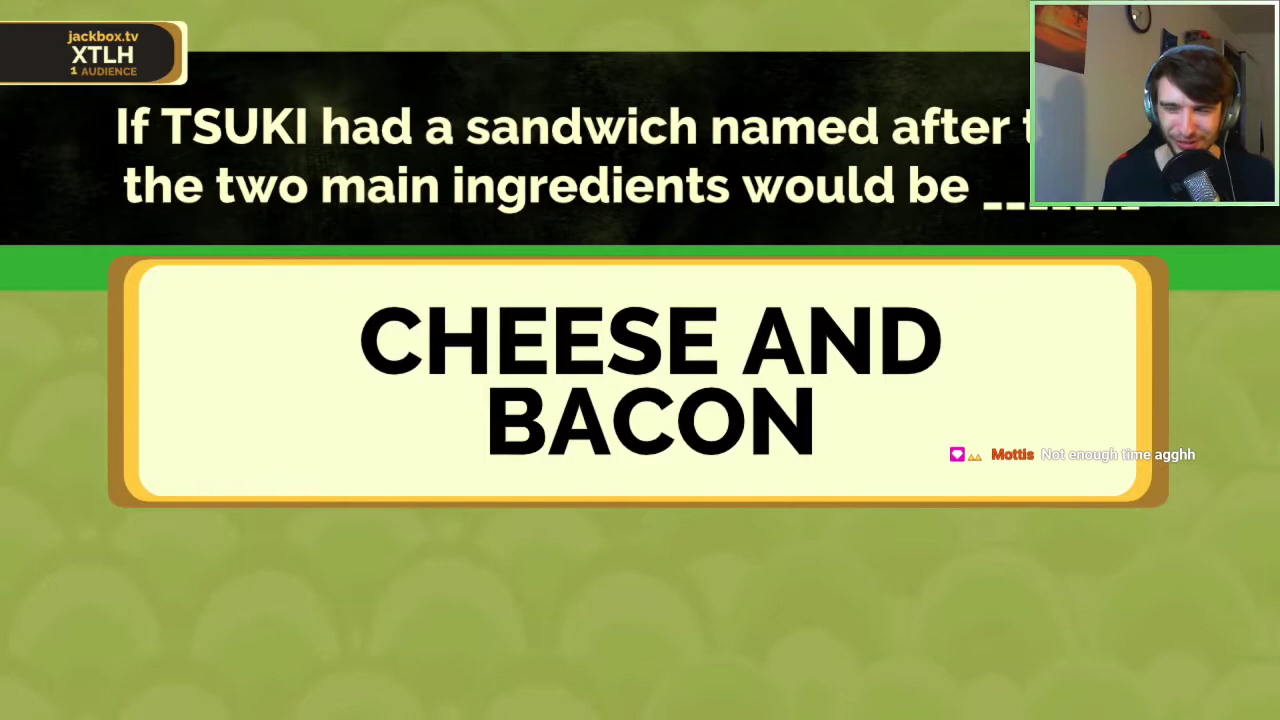 jackbox.tv
XTLH
1 AUDIENCE
If TSUKI had a sandwich named after
the two main ingredients would be ________
CHEESE AND
BACON
Mottis Not enough time agghh